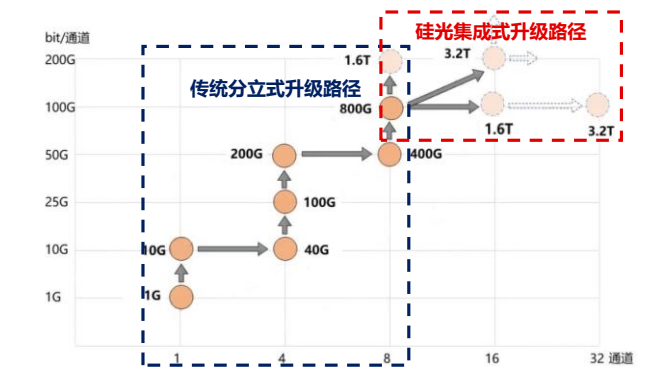 硅光集成式升级路径
bit/通道
200G
1.6T
3.2T
传统分立式升级路径
100G
800G
1.6T
3.2T
50G
200G
400G
25G
100G
10G
10G
40G
1G
1G
1
4
8
16
32 通道